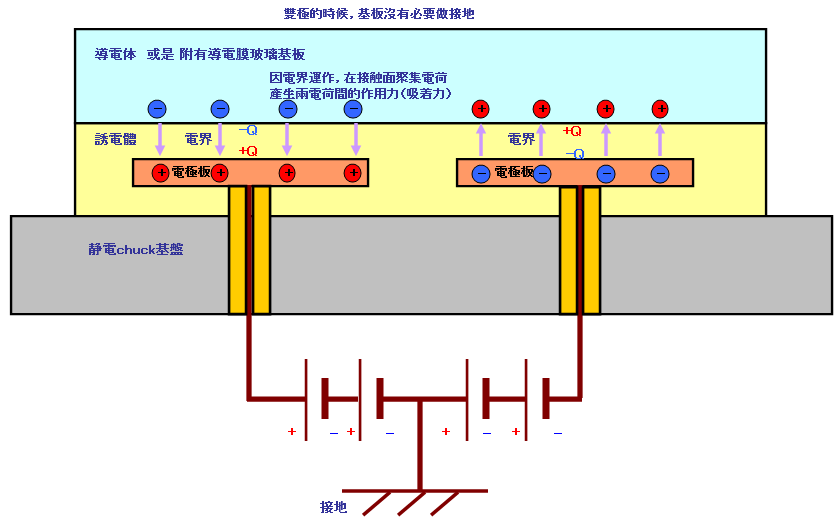 雙極的時候，基板沒有必要做接地
導電体 或是 附有導電膜玻璃基板
因電界運作，在接触面聚集電荷
產生兩電荷間的作用力（吸着力）
− − − − + + + +
誘電體 電界 −Q 電界 +Q
+Q −Q
+ 電極板 + + + − 電極板 − − −
静電chuck基盤
+ − + − + − + −
接地